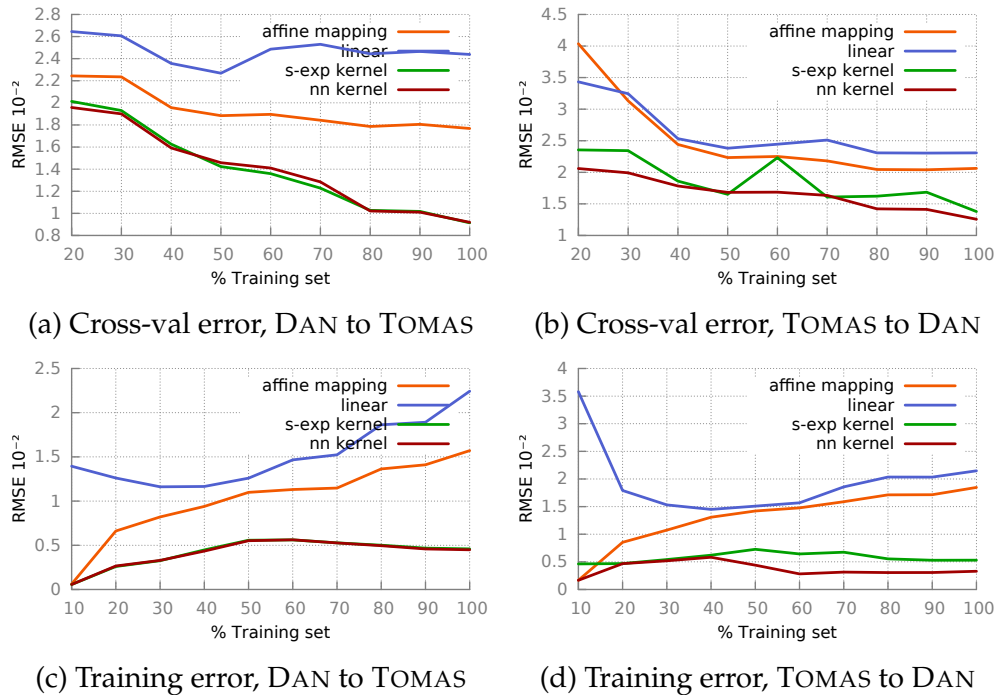 2.8
2.6
2.4
2.2
2
1.8
1.6
1.4
1.2
1
0.8
RMSE 10⁻²
affine mapping
linear
s-exp kernel
nn kernel
20 30 40 50 60 70 80 90 100
% Training set
(a) Cross-val error, DAN to TOMAS
4.5
4
3.5
3
2.5
2
1.5
1
RMSE 10⁻²
affine mapping
linear
s-exp kernel
nn kernel
20 30 40 50 60 70 80 90 100
% Training set
(b) Cross-val error, TOMAS to DAN
2.5
2
1.5
1
0.5
0
RMSE 10⁻²
affine mapping
linear
s-exp kernel
nn kernel
10 20 30 40 50 60 70 80 90 100
% Training set
(c) Training error, DAN to TOMAS
4
3.5
3
2.5
2
1.5
1
0.5
0
RMSE 10⁻²
affine mapping
linear
s-exp kernel
nn kernel
10 20 30 40 50 60 70 80 90 100
% Training set
(d) Training error, TOMAS to DAN